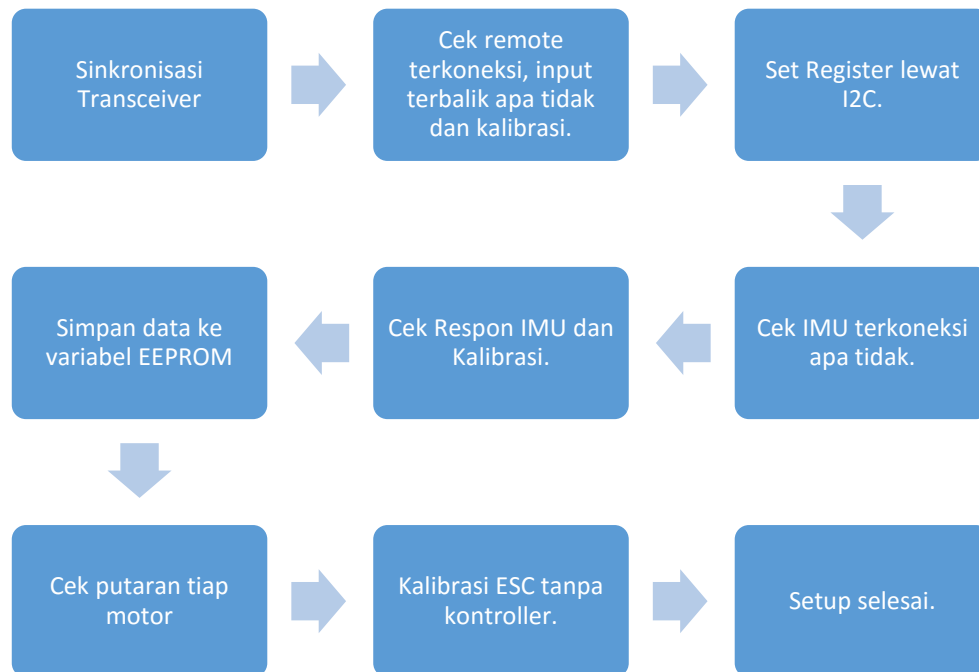 Sinkronisasi
Transceiver
Cek remote
terkoneksi, input
terbalik apa tidak
dan kalibrasi.
Set Register lewat
I2C.
Cek IMU terkoneksi
apa tidak.
Cek Respon IMU dan
Kalibrasi.
Simpan data ke
variabel EEPROM
Cek putaran tiap
motor
Kalibrasi ESC tanpa
kontroller.
Setup selesai.